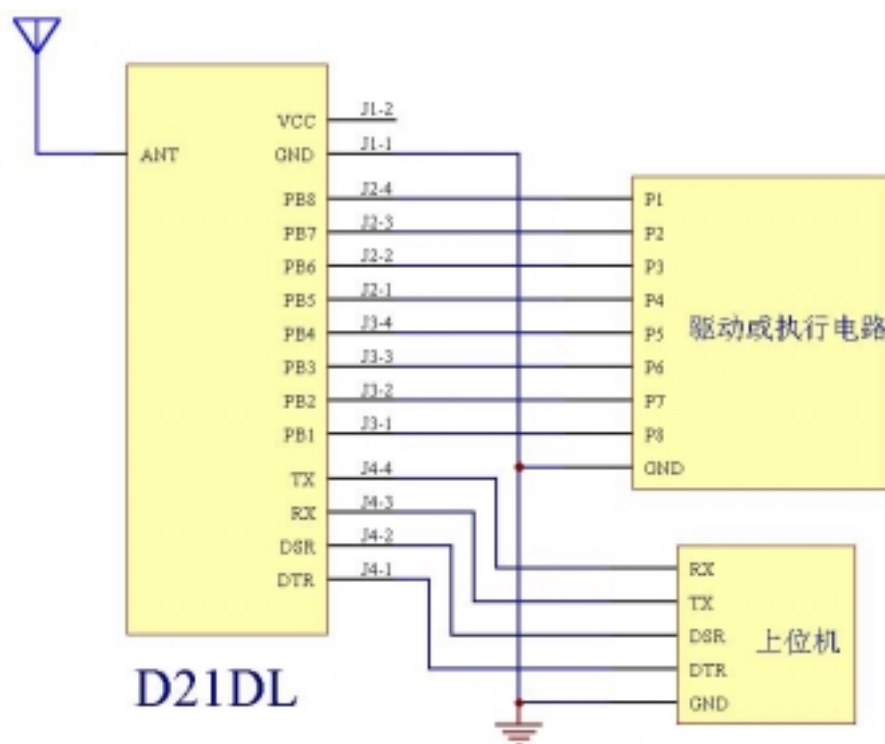 VCC J1-2
ANT GND J1-1
PB8 J2-4 P1
PB7 J2-3 P2
PB6 J2-2 P3
PB5 J2-1 P4
PB4 J3-4 P5 驱动或执行电路
PB3 J3-3 P6
PB2 J3-2 P7
PB1 J3-1 P8
GND
TX J4-4
RX J4-3
DSR J4-2
DTR J4-1
RX
TX
DSR 上位机
DTR
GND
D21DL